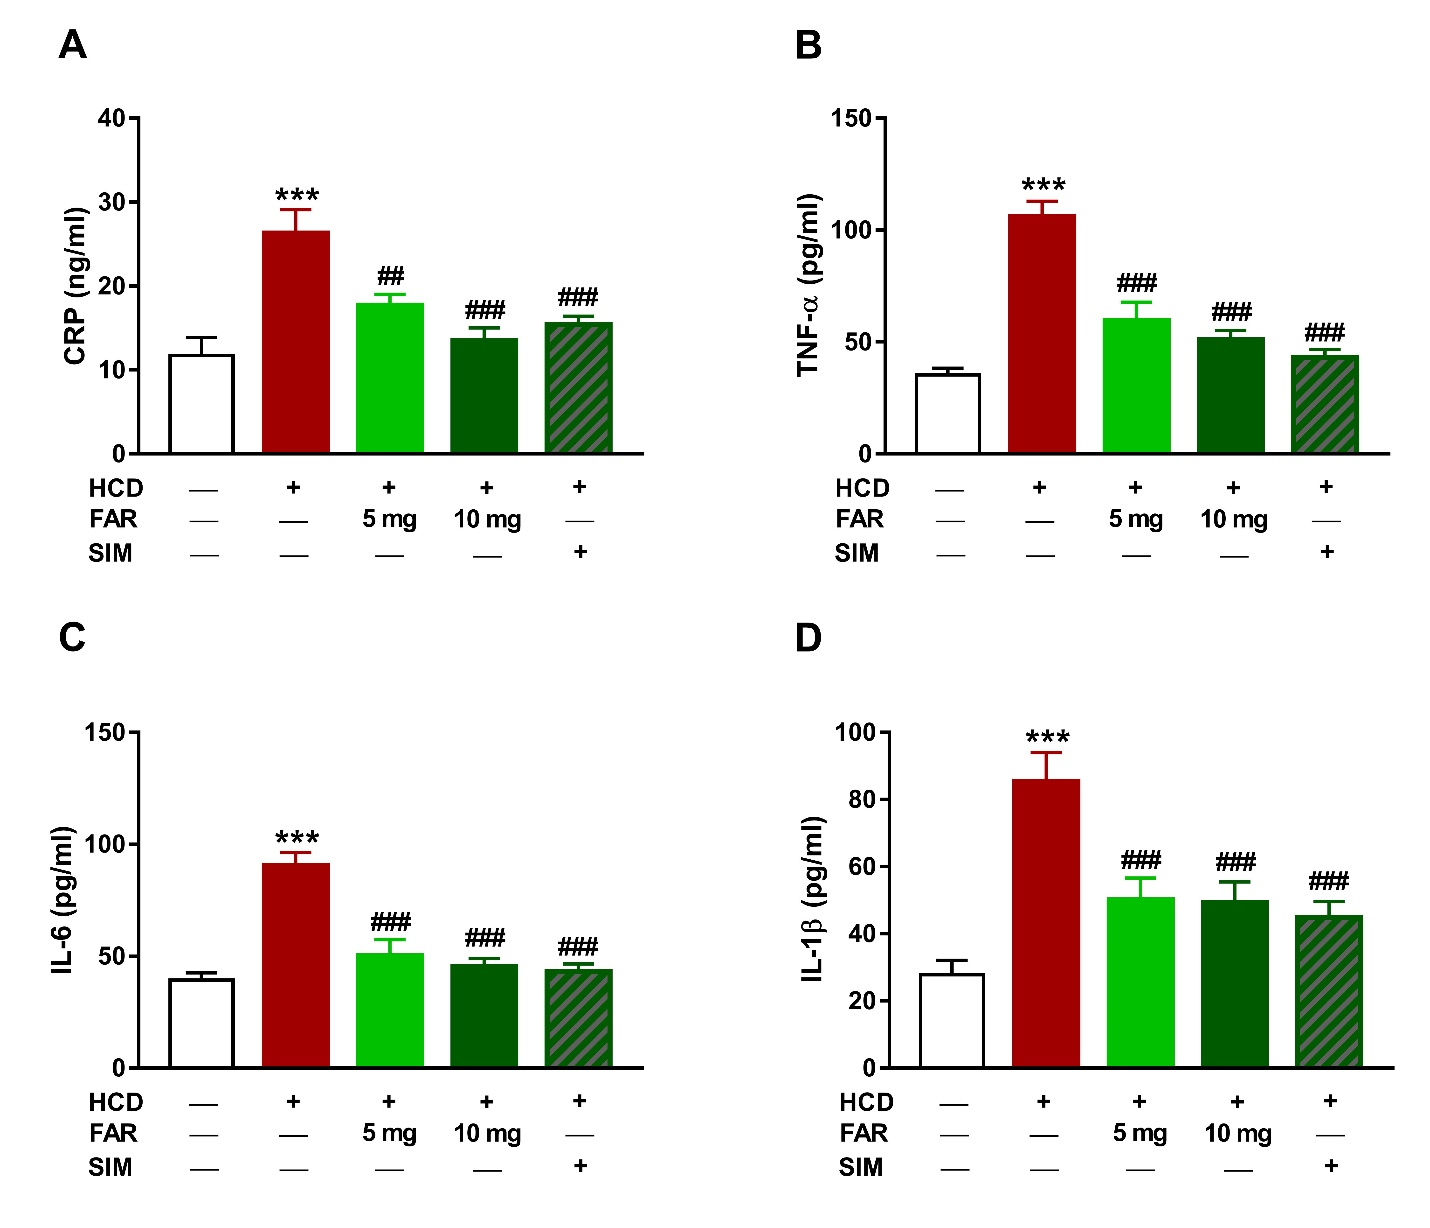 A
CRP (ng/ml)
40
30
20
10
0
***
##
###
###
HCD — + + + +
FAR — — 5 mg 10 mg —
SIM — — — — +
B
TNF-α (pg/ml)
150
100
50
0
***
###
###
###
HCD — + + + +
FAR — — 5 mg 10 mg —
SIM — — — — +
C
IL-6 (pg/ml)
150
100
50
0
***
###
###
###
HCD — + + + +
FAR — — 5 mg 10 mg —
SIM — — — — +
D
IL-1β (pg/ml)
100
80
60
40
20
0
***
###
###
###
HCD — + + + +
FAR — — 5 mg 10 mg —
SIM — — — — +